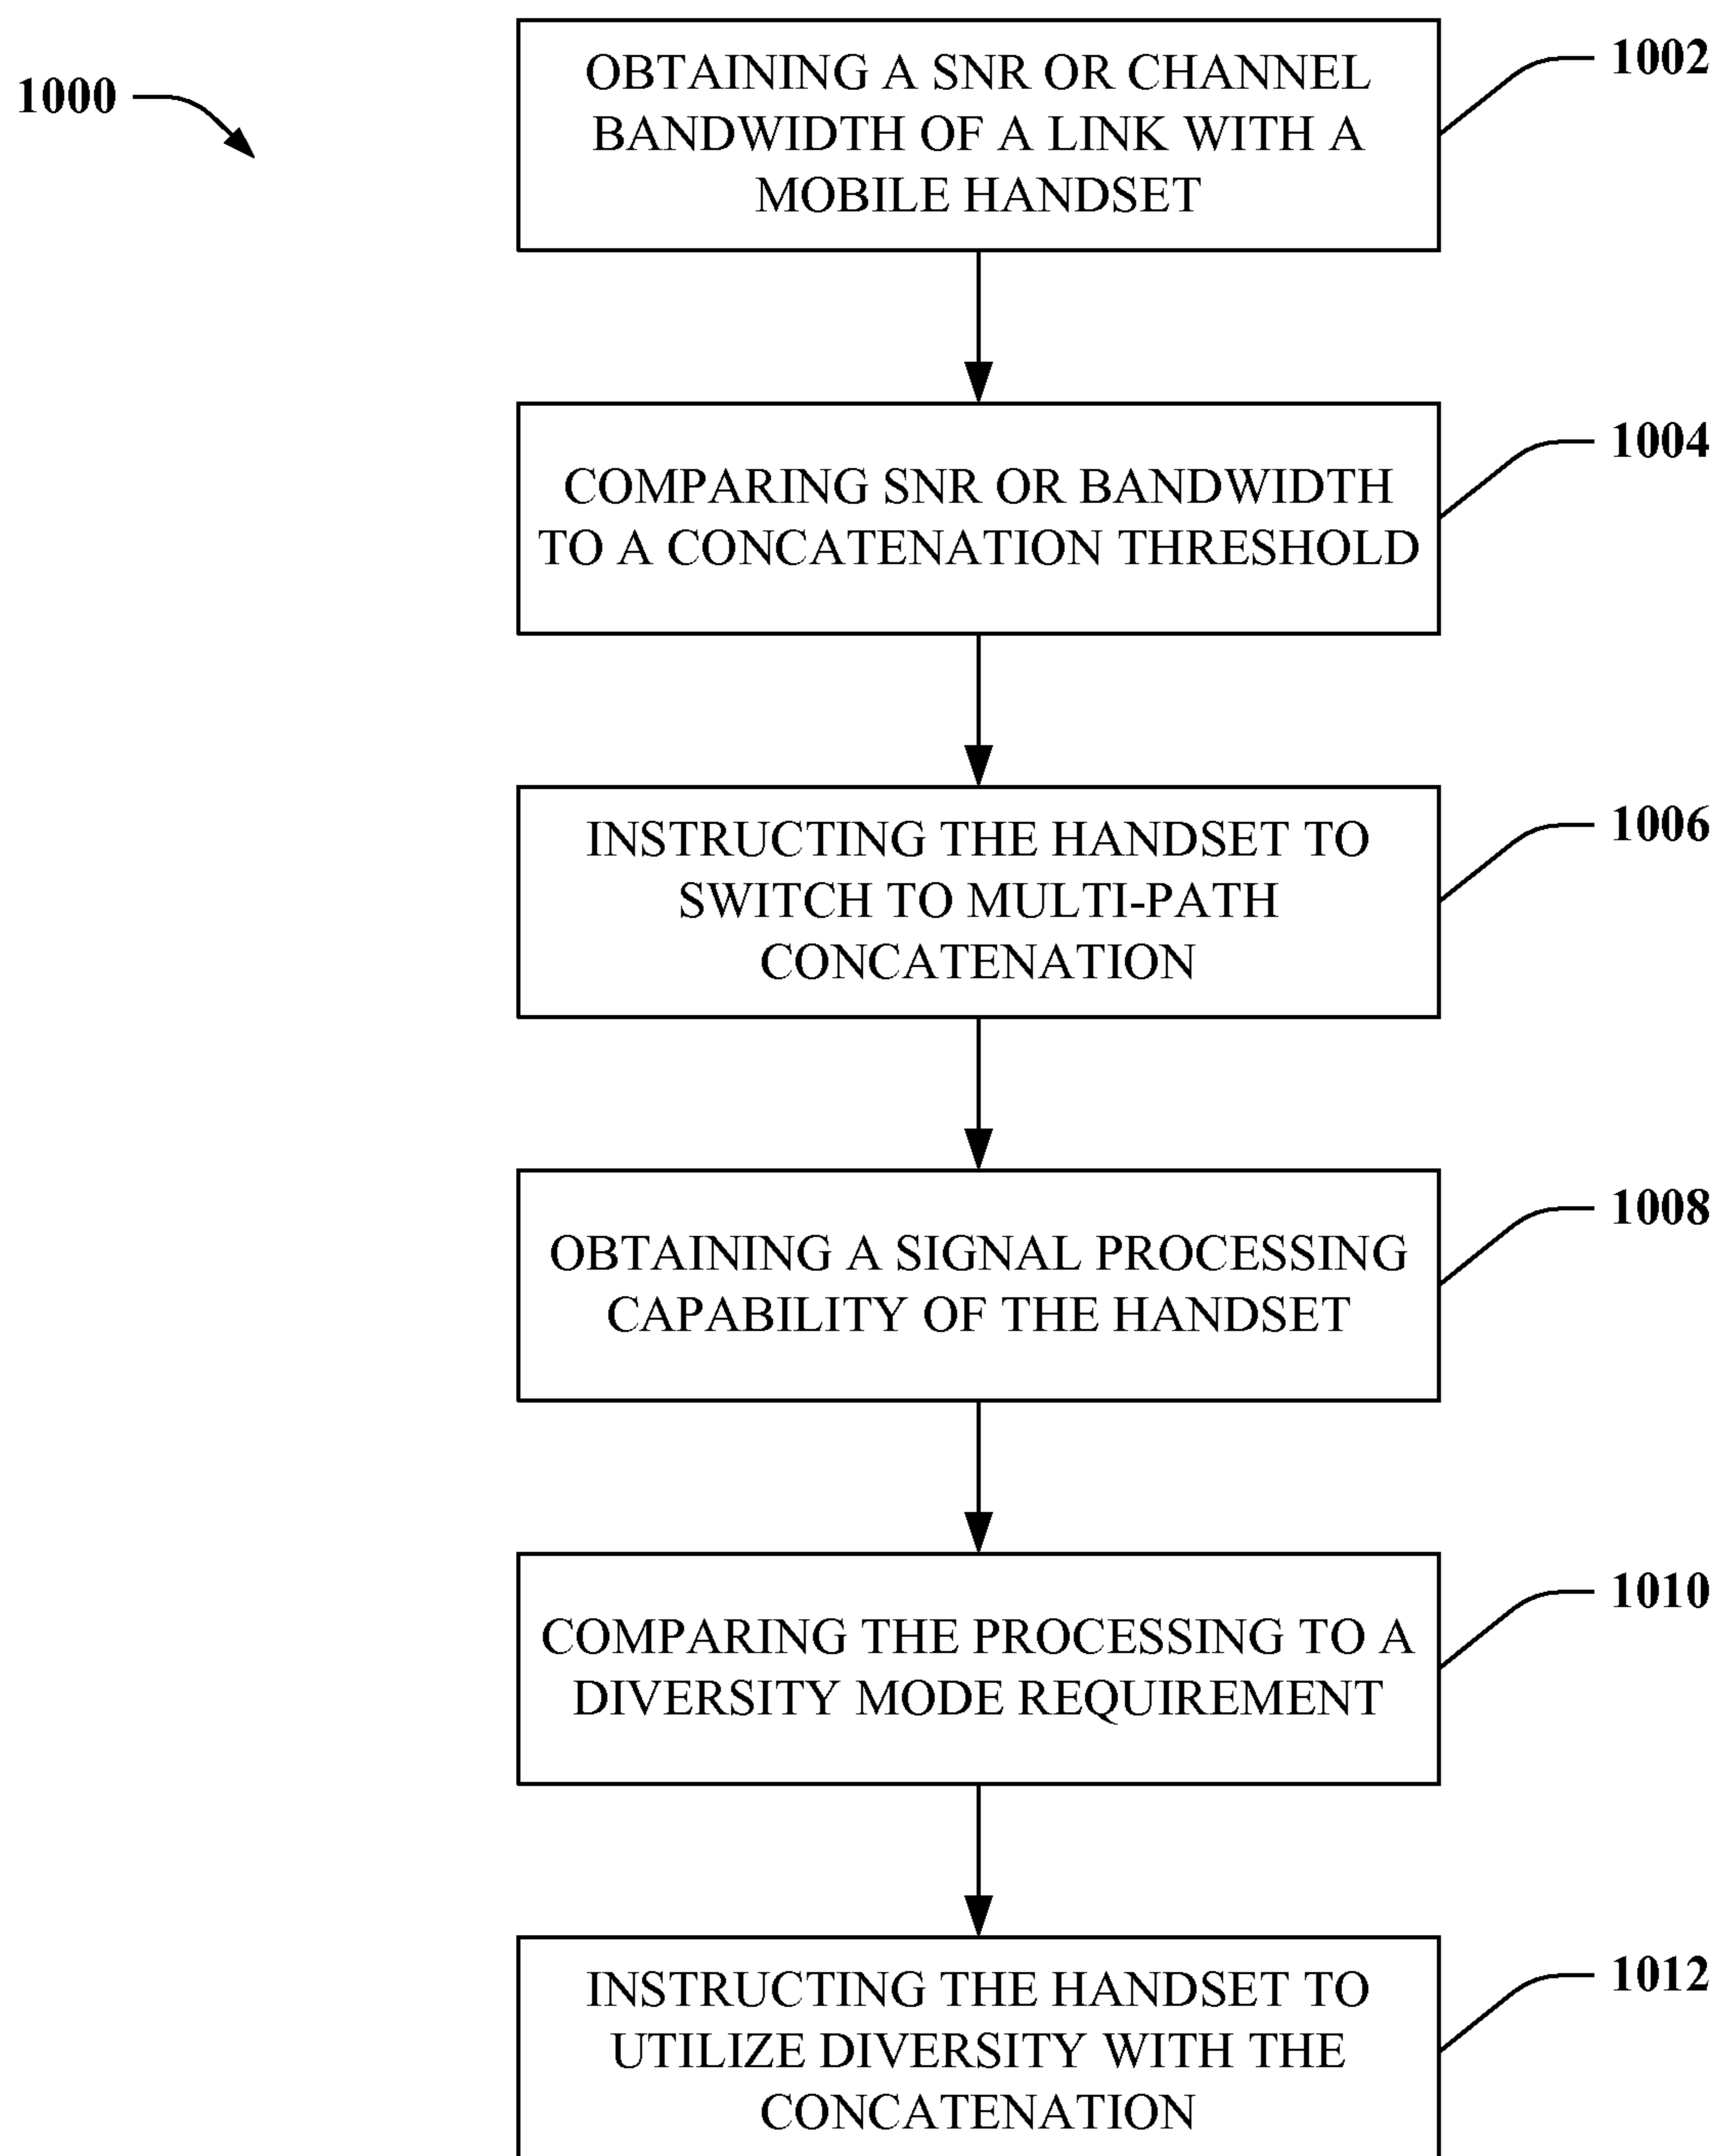 1000
OBTAINING A SNR OR CHANNEL
BANDWIDTH OF A LINK WITH A
MOBILE HANDSET
1002
COMPARING SNR OR BANDWIDTH
TO A CONCATENATION THRESHOLD
1004
INSTRUCTING THE HANDSET TO
SWITCH TO MULTI-PATH
CONCATENATION
1006
OBTAINING A SIGNAL PROCESSING
CAPABILITY OF THE HANDSET
1008
COMPARING THE PROCESSING TO A
DIVERSITY MODE REQUIREMENT
1010
INSTRUCTING THE HANDSET TO
UTILIZE DIVERSITY WITH THE
CONCATENATION
1012